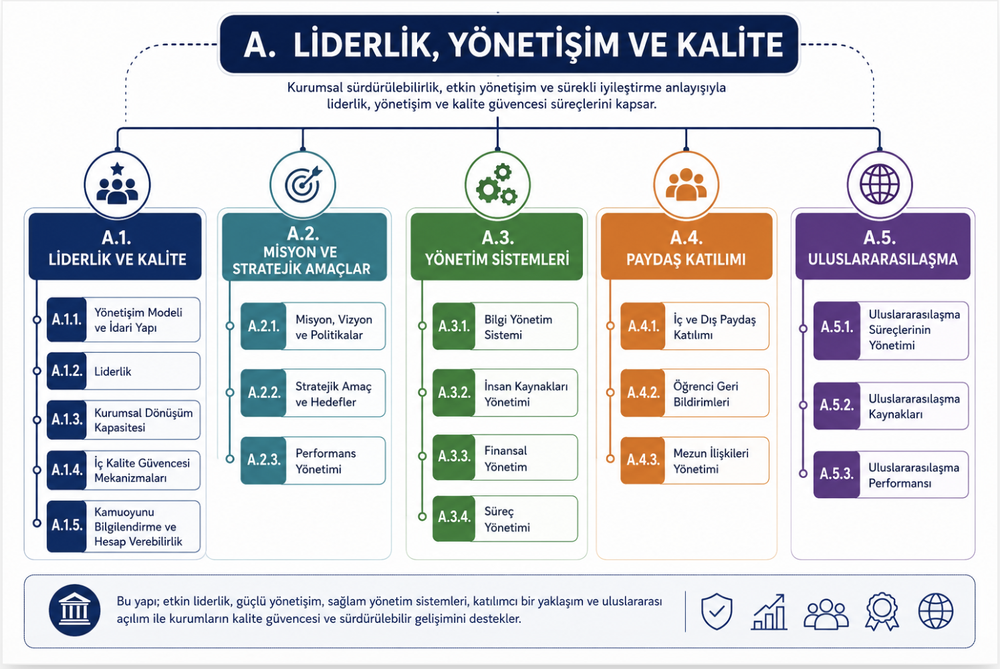 A. LİDERLİK, YÖNETİŞİM VE KALİTE
Kurumsal sürdürülebilirlik, etkin yönetişim ve sürekli iyileştirme anlayışıyla
liderlik, yönetişim ve kalite güvencesi süreçlerini kapsar.
A.1.
LİDERLİK VE KALİTE
A.1.1.
Yönetişim Modeli
ve İdari Yapı
A.1.2.
Liderlik
A.1.3.
Kurumsal Dönüşüm
Kapasitesi
A.1.4.
İç Kalite Güvencesi
Mekanizmaları
A.1.5.
Kamuoyunu
Bilgilendirme ve
Hesap Verebilirlik
A.2.
MİSYON VE
STRATEJİK AMAÇLAR
A.2.1.
Misyon, Vizyon
ve Politikalar
A.2.2.
Stratejik Amaç
ve Hedefler
A.2.3.
Performans
Yönetimi
A.3.
YÖNETİM SİSTEMLERİ
A.3.1.
Bilgi Yönetim
Sistemi
A.3.2.
İnsan Kaynakları
Yönetimi
A.3.3.
Finansal
Yönetim
A.3.4.
Süreç
Yönetimi
A.4.
PAYDAŞ KATILIMI
A.4.1.
İç ve Dış Paydaş
Katılımı
A.4.2.
Öğrenci Geri
Bildirimleri
A.4.3.
Mezun İlişkileri
Yönetimi
A.5.
ULUSLARARASILAŞMA
A.5.1.
Uluslararasılaşma
Süreçlerinin
Yönetimi
A.5.2.
Uluslararasılaşma
Kaynakları
A.5.3.
Uluslararasılaşma
Performansı
Bu yapı; etkin liderlik, güçlü yönetişim, sağlam yönetim sistemleri, katılımcı bir yaklaşım ve uluslararası
açılım ile kurumların kalite güvencesi ve sürdürülebilir gelişimini destekler.